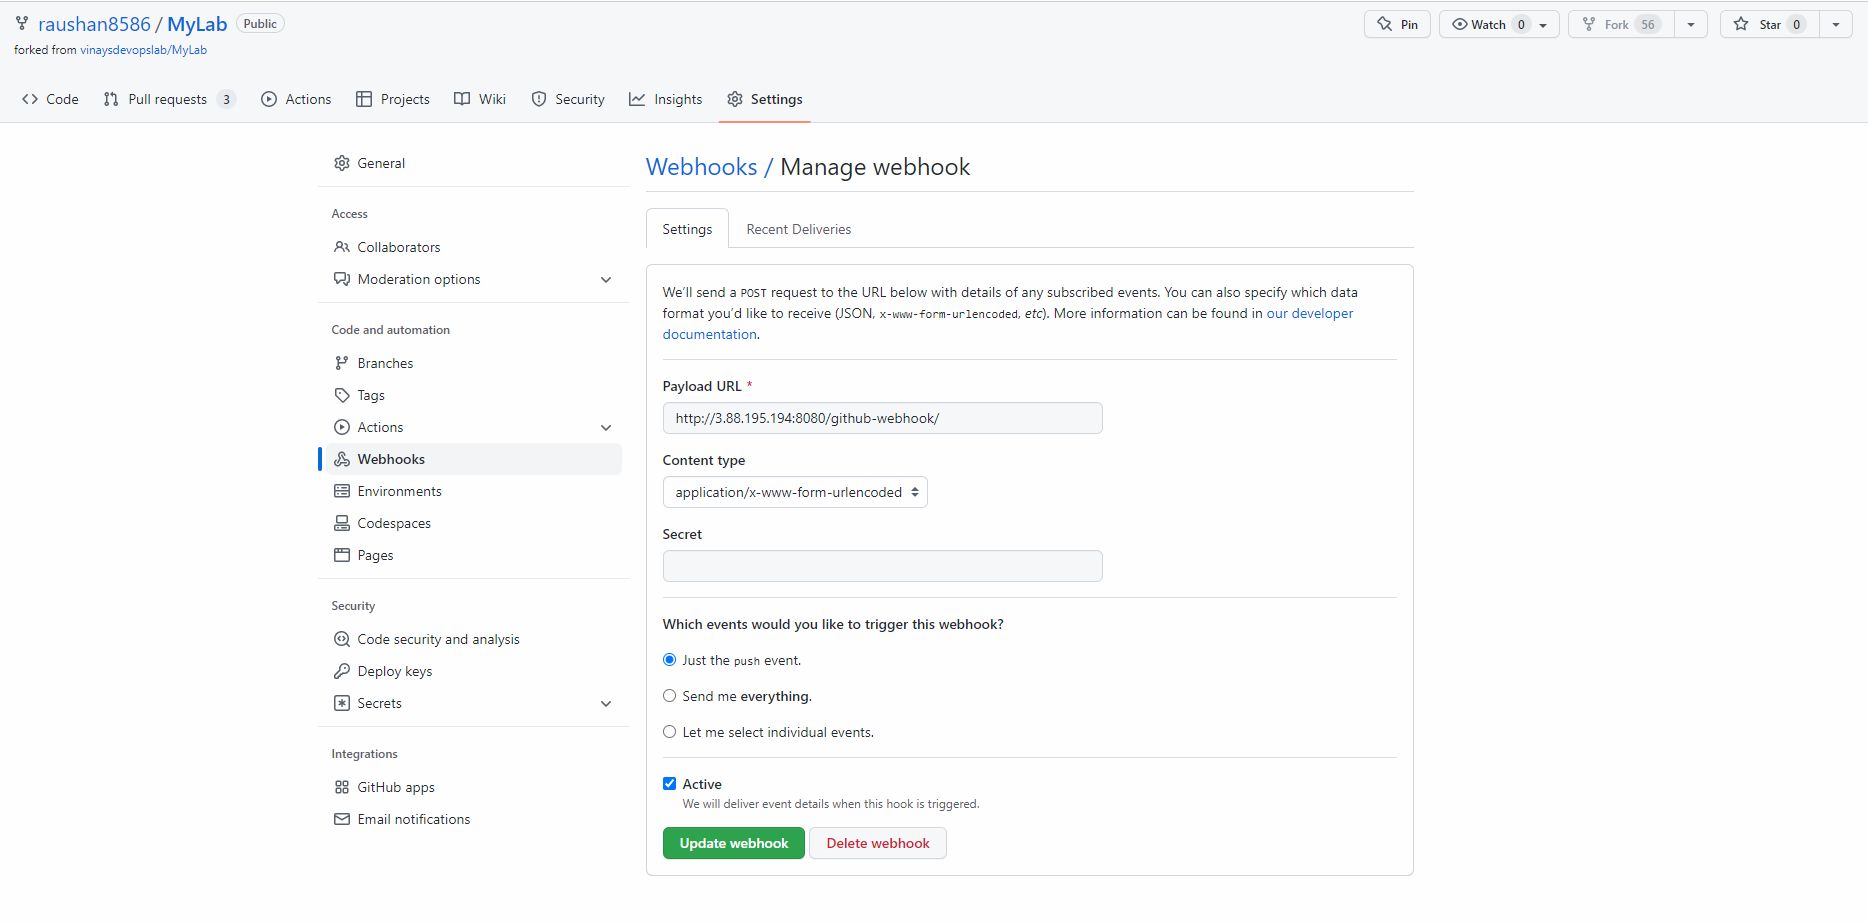 raushan8586 / MyLab Public
Pin Watch 0 Fork 56 Star 0
forked from vinaysdevopslab/MyLab
Code Pull requests 3 Actions Projects Wiki Security Insights Settings
General
Access
Collaborators
Moderation options
Code and automation
Branches
Tags
Actions
Webhooks
Environments
Codespaces
Pages
Security
Code security and analysis
Deploy keys
Secrets
Integrations
GitHub apps
Email notifications
Webhooks / Manage webhook
Settings Recent Deliveries
We'll send a POST request to the URL below with details of any subscribed events. You can also specify which data
format you'd like to receive (JSON, x-www-form-urlencoded, etc). More information can be found in our developer
documentation.
Payload URL *
http://3.88.195.194:8080/github-webhook/
Content type
application/x-www-form-urlencoded
Secret
Which events would you like to trigger this webhook?
Just the push event.
Send me everything.
Let me select individual events.
Active
We will deliver event details when this hook is triggered.
Update webhook Delete webhook